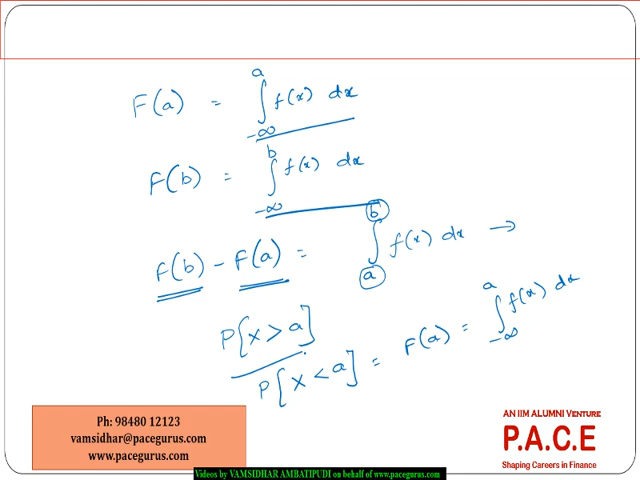 F(a) = ∫_{-∞}^{a} f(x) dx
F(b) = ∫_{-∞}^{b} f(x) dx
F(b) - F(a) = ∫_{a}^{b} f(x) dx →
P[X > a]
P[X < a] = F(a) = ∫_{-∞}^{a} f(x) dx
Ph: 98480 12123
vamsidhar@pacegurus.com
www.pacegurus.com
AN IIM ALUMNI VENTURE
P.A.C.E
Shaping Careers in Finance
Videos by VAMSIDHAR AMBATIPUDI on behalf of www.pacegurus.com